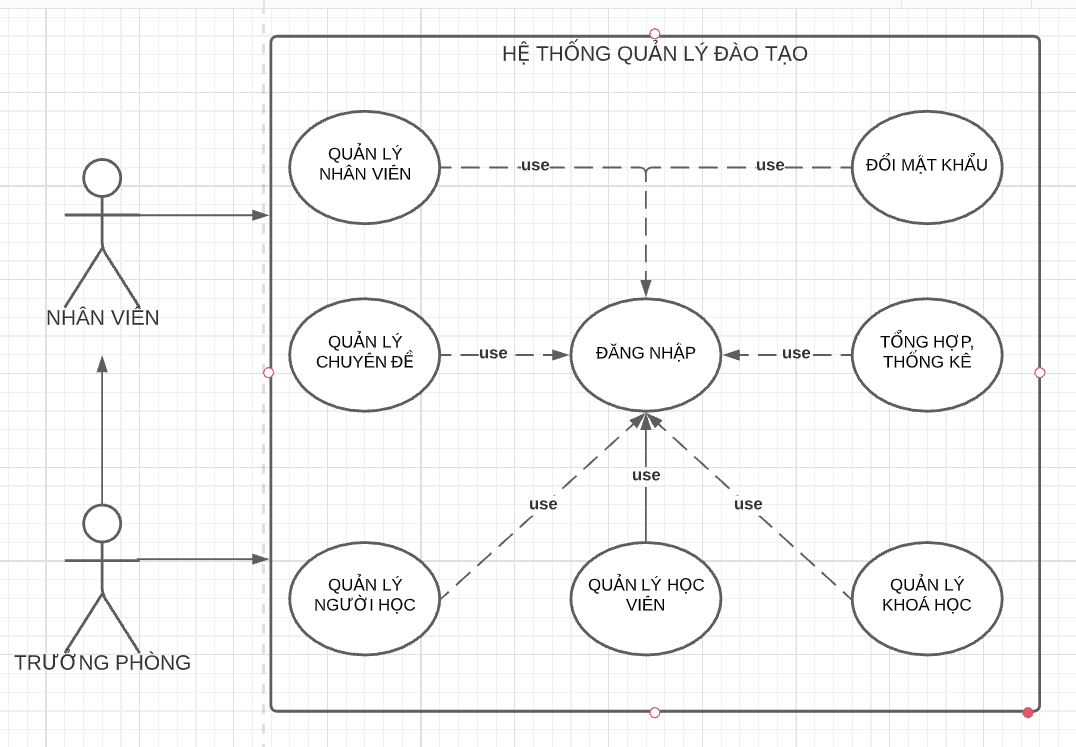 HỆ THỐNG QUẢN LÝ ĐÀO TẠO
QUẢN LÝ
NHÂN VIÊN
use
use
ĐỔI MẬT KHẨU
NHÂN VIÊN
QUẢN LÝ
CHUYÊN ĐỀ
use
ĐĂNG NHẬP
use
TỔNG HỢP,
THỐNG KÊ
use
use
use
QUẢN LÝ
NGƯỜI HỌC
QUẢN LÝ HỌC
VIÊN
QUẢN LÝ
KHOÁ HỌC
TRƯỞNG PHÒNG